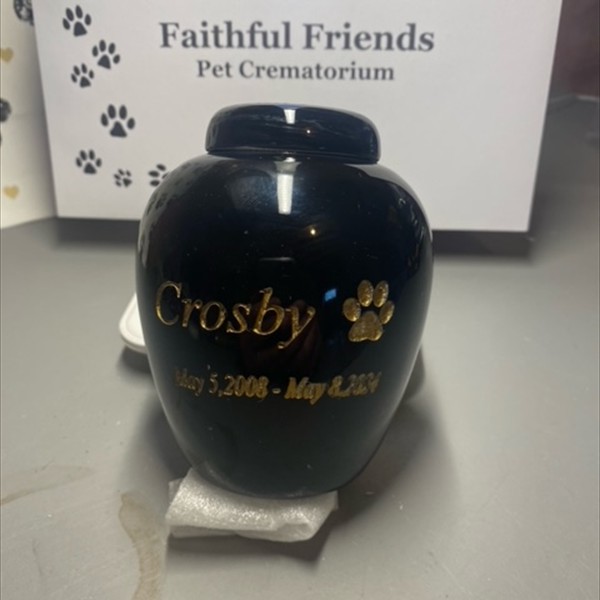 Faithful Friends
Pet Crematorium
Crosby
May 5,2008 - May 8,2024